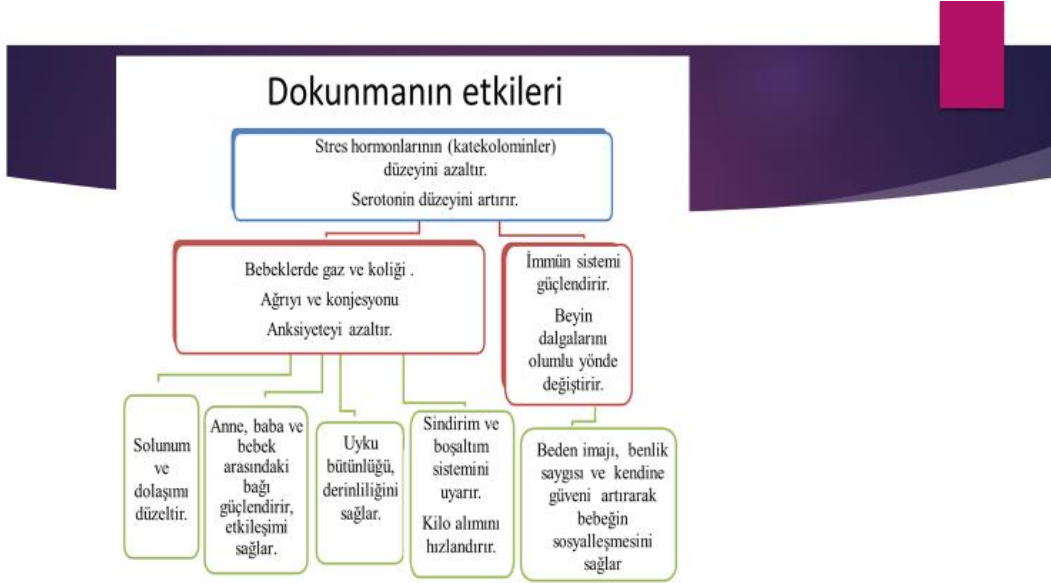 Dokunmanın etkileri
Stres hormonlarının (katekolominler)
düzeyini azaltır.
Serotonin düzeyini artırır.
Bebeklerde gaz ve koliği .
Ağrıyı ve konjesyonu
Anksiyeteyi azaltır.
İmmün sistemi
güçlendirir.
Beyin
dalgalarını
olumlu yönde
değiştirir.
Solunum
ve
dolaşımı
düzeltir.
Anne, baba ve
bebek
arasındaki
bağı
güçlendirir,
etkileşimi
sağlar.
Uyku
bütünlüğü,
derinliliğini
sağlar.
Sindirim ve
boşaltım
sistemini
uyarır.
Kilo alımını
hızlandırır.
Beden imajı, benlik
saygısı ve kendine
güveni artırarak
bebeğin
sosyalleşmesini
sağlar